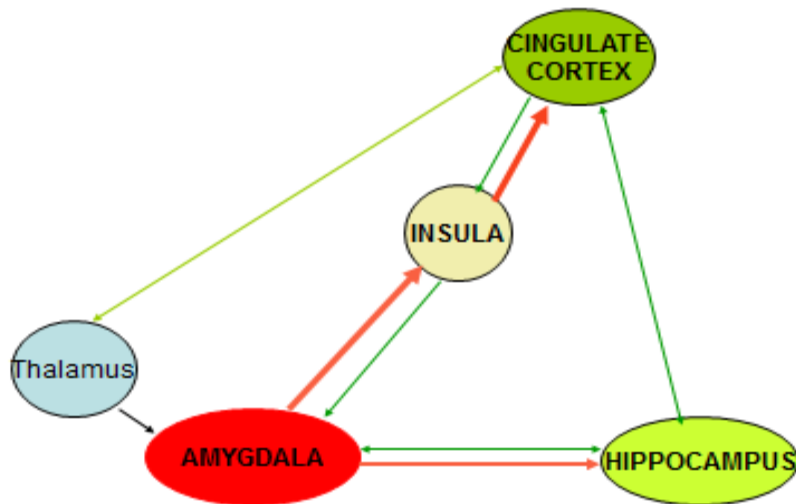 CINGULATE
CORTEX
INSULA
Thalamus
AMYGDALA
HIPPOCAMPUS